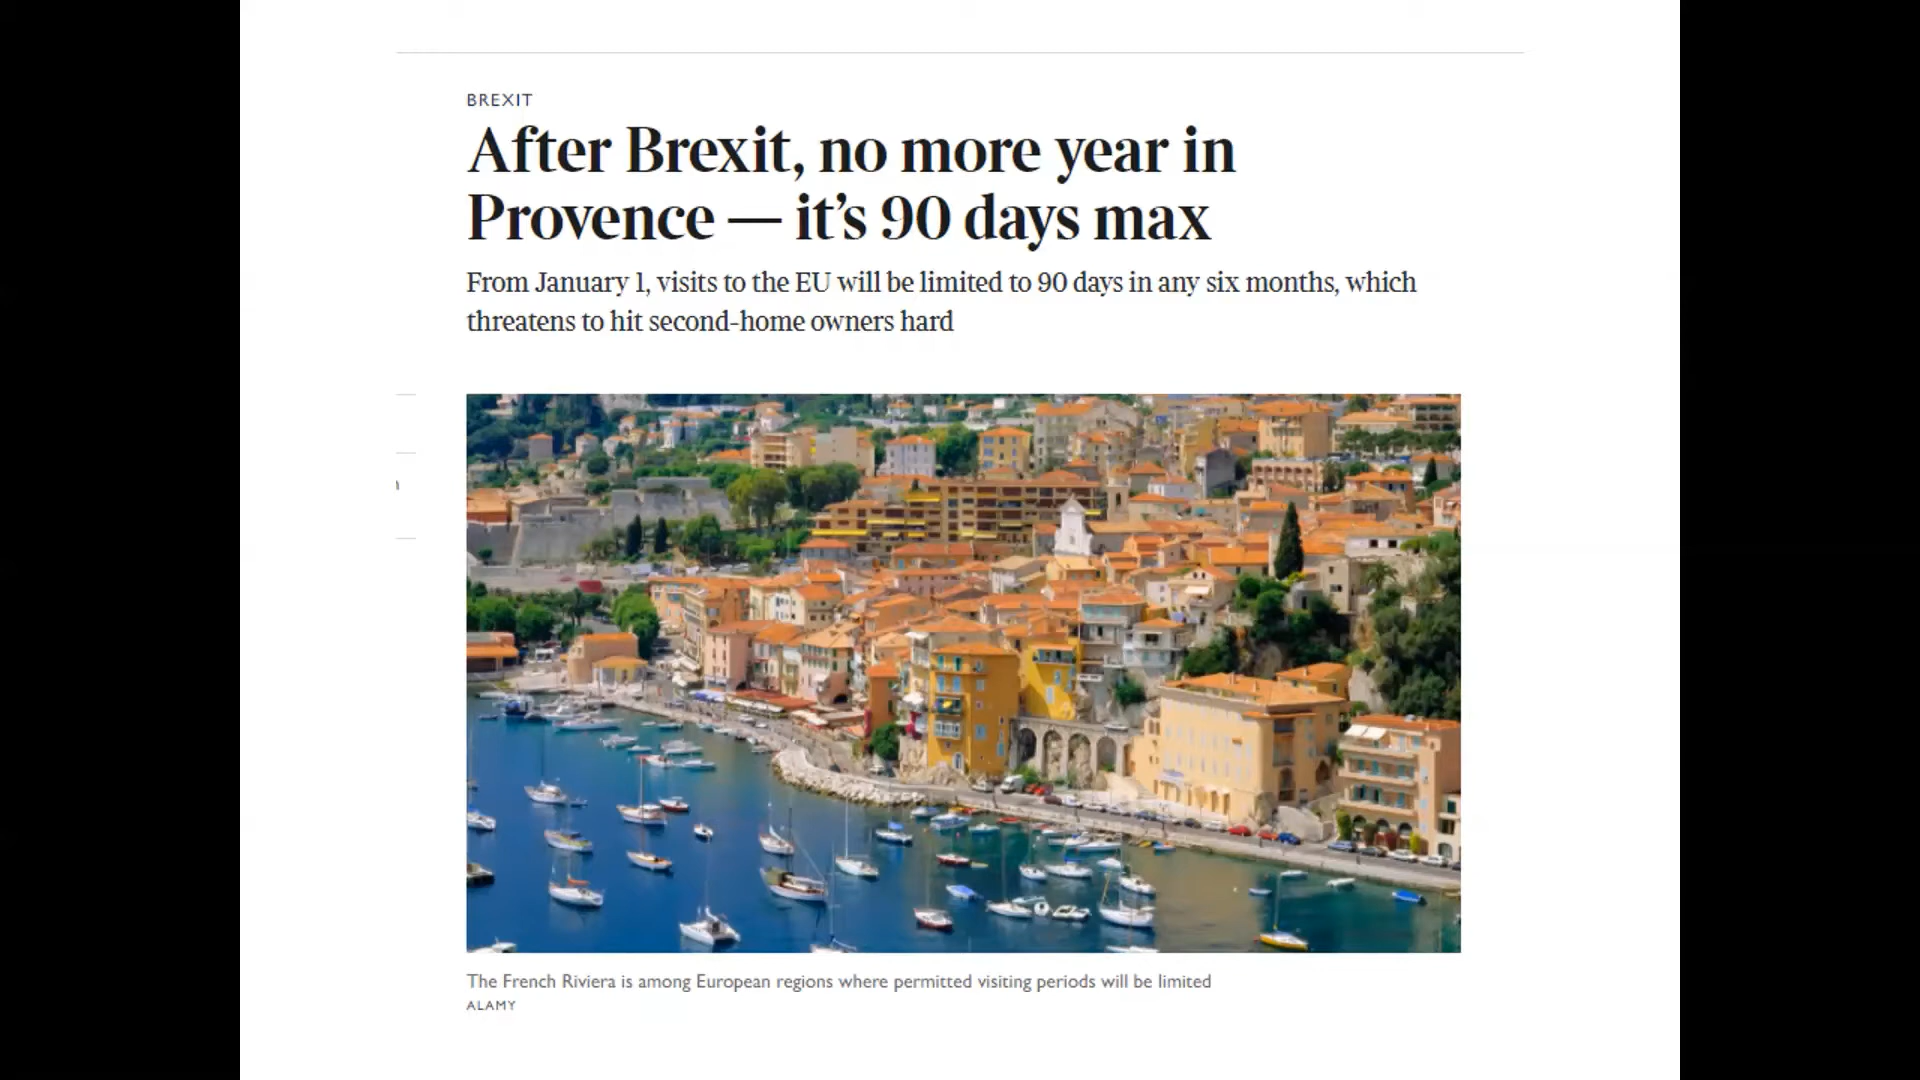 BREXIT
After Brexit, no more year in
Provence — it’s 90 days max
From January 1, visits to the EU will be limited to 90 days in any six months, which
threatens to hit second-home owners hard
The French Riviera is among European regions where permitted visiting periods will be limited
ALAMY